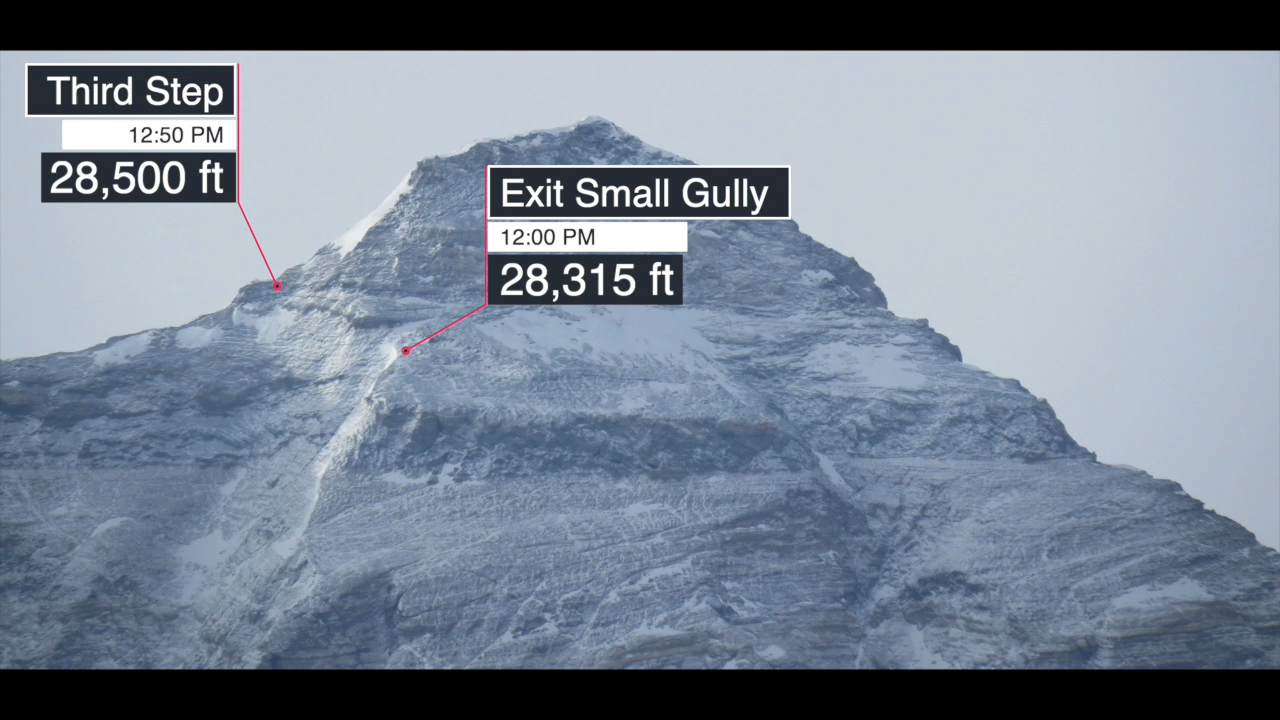 Third Step
12:50 PM
28,500 ft
Exit Small Gully
12:00 PM
28,315 ft